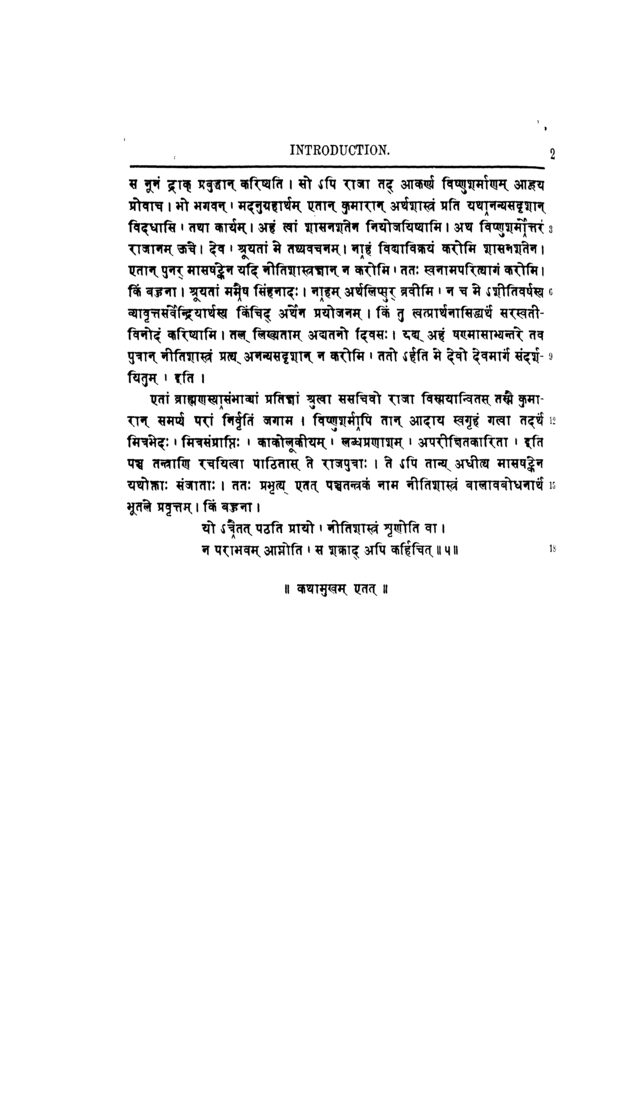 INTRODUCTION. 2
स नूनं द्राक् प्रबुद्धान् करिष्यति । सो ऽपि राजा तद् आकर्ण्य विष्णुशर्माणम् आहूय
प्रोवाच । भो भगवन् । मदनुग्रहार्थम् एतान् कुमारान् अर्थशास्त्रं प्रति यथानन्यसदृशान्
विदधासि । तथा कार्यम् । अहं त्वां शासनशतेन नियोजयिष्यामि । अथ विष्णुशर्मोत्तरं 3
राजानम् ऊचे । देव । श्रूयतां मे तथ्यवचनम् । नाहं विद्याविक्रयं करोमि शासनशतेन ।
एतान् पुनर् मासषट्केन यदि नीतिशास्त्रज्ञान् न करोमि । ततः स्वनामपरित्यागं करोमि ।
किं बहुना । श्रूयतां ममैष सिंहनादः । नाहम् अर्थलिप्सुर् ब्रवीमि । न च मे ऽशीतिवर्षस्य 6
व्यावृत्तसर्वेन्द्रियार्थस्य किंचिद् अर्थेन प्रयोजनम् । किं तु त्वत्प्रार्थनासिद्ध्यर्थं सरस्वती-
विनोदं करिष्यामि । तल् लिख्यताम् अद्यतनो दिवसः । यद्य् अहं षण्मासाभ्यन्तरे तव
पुत्रान् नीतिशास्त्रं प्रत्य् अनन्यसदृशान् न करोमि । ततो ऽर्हति मे देवो देवमार्गं संदर्श- 9
यितुम् । इति ।
एतां ब्राह्मणस्यासंभाव्यां प्रतिज्ञां श्रुत्वा ससचिवो राजा विस्मयान्वितस् तस्मै कुमा-
रान् समर्प्य परां निर्वृतिं जगाम । विष्णुशर्मापि तान् आदाय स्वगृहं गत्वा तदर्थं 12
मित्रभेदः । मित्रसंप्राप्तिः । काकोलूकीयम् । लब्धप्रणाशम् । अपरीक्षितकारिता । इति
पञ्च तन्त्राणि रचयित्वा पाठितास् ते राजपुत्राः । ते ऽपि तान्य् अधीत्य मासषट्केन
यथोक्ताः संजाताः । ततः प्रभृत्य् एतत् पञ्चतन्त्रकं नाम नीतिशास्त्रं बालावबोधनार्थं 15
भूतले प्रवृत्तम् । किं बहुना ।
यो ऽत्रैतत् पठति प्रायो । नीतिशास्त्रं शृणोति वा ।
न पराभवम् आप्नोति । स शक्राद् अपि कर्हिचित् ॥५॥ 18
॥ कथामुखम् एतत् ॥